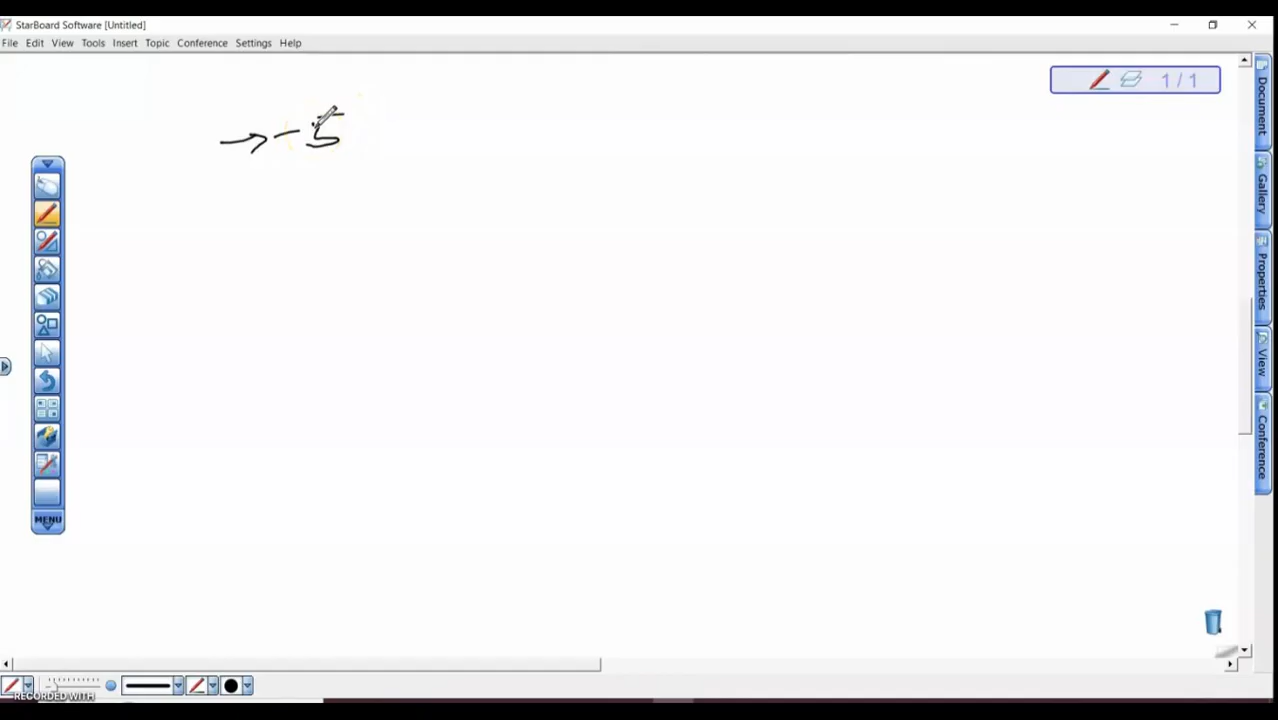 StarBoard Software [Untitled]
File Edit View Tools Insert Topic Conference Settings Help
1 / 1
→ -5
Document
Gallery
Properties
View
Conference
MENU
RECORDED WITH